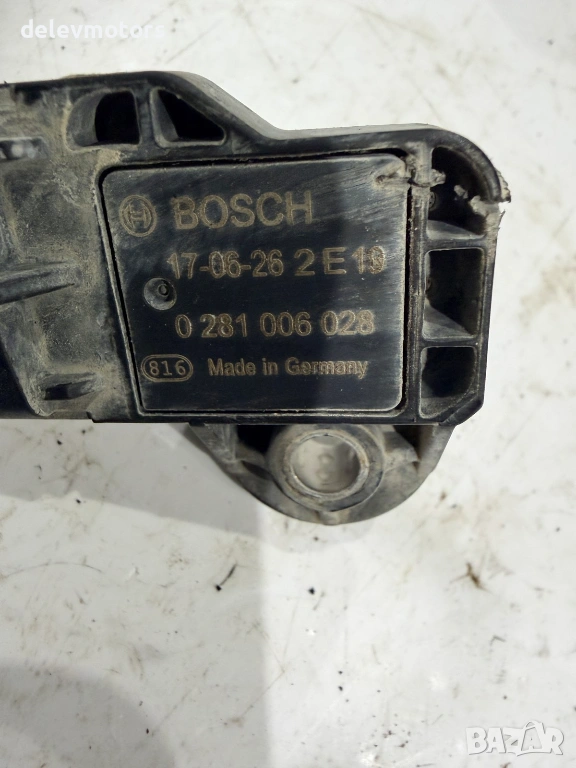 delevmotors
BOSCH
17-06-26 2 E 19
0 281 006 028
816 Made in Germany
BAZAR